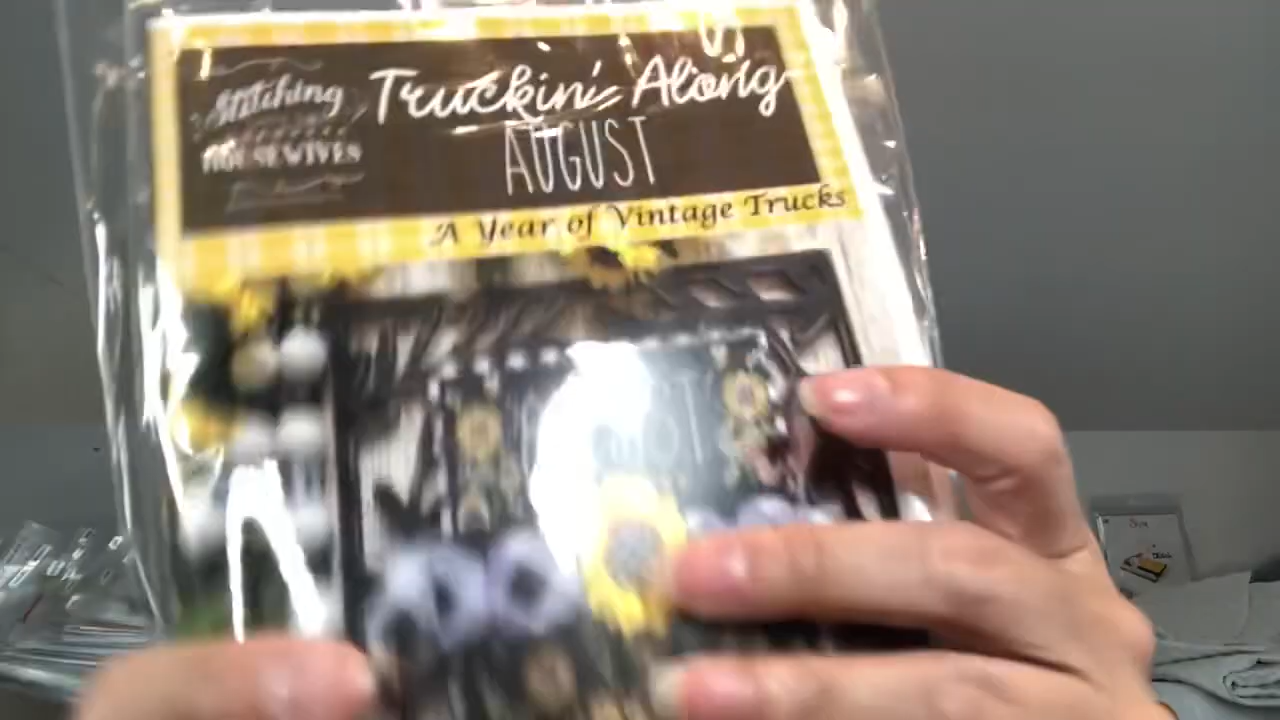 Stitching
HOUSEWIVES
Truckin' Along
AUGUST
A Year of Vintage Trucks